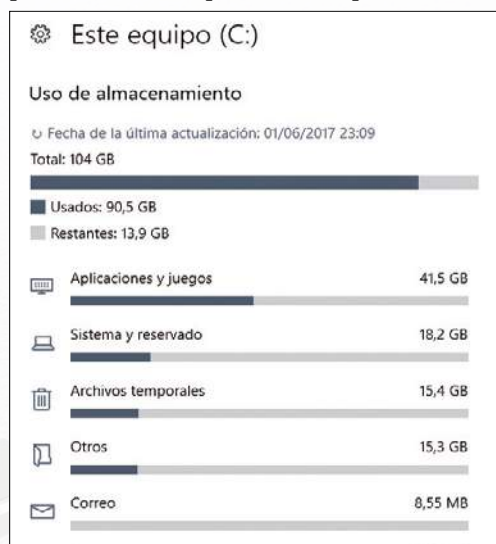 Este equipo (C:)
Uso de almacenamiento
Fecha de la última actualización: 01/06/2017 23:09
Total: 104 GB
Usados: 90,5 GB
Restantes: 13,9 GB
Aplicaciones y juegos 41,5 GB
Sistema y reservado 18,2 GB
Archivos temporales 15,4 GB
Otros 15,3 GB
Correo 8,55 MB